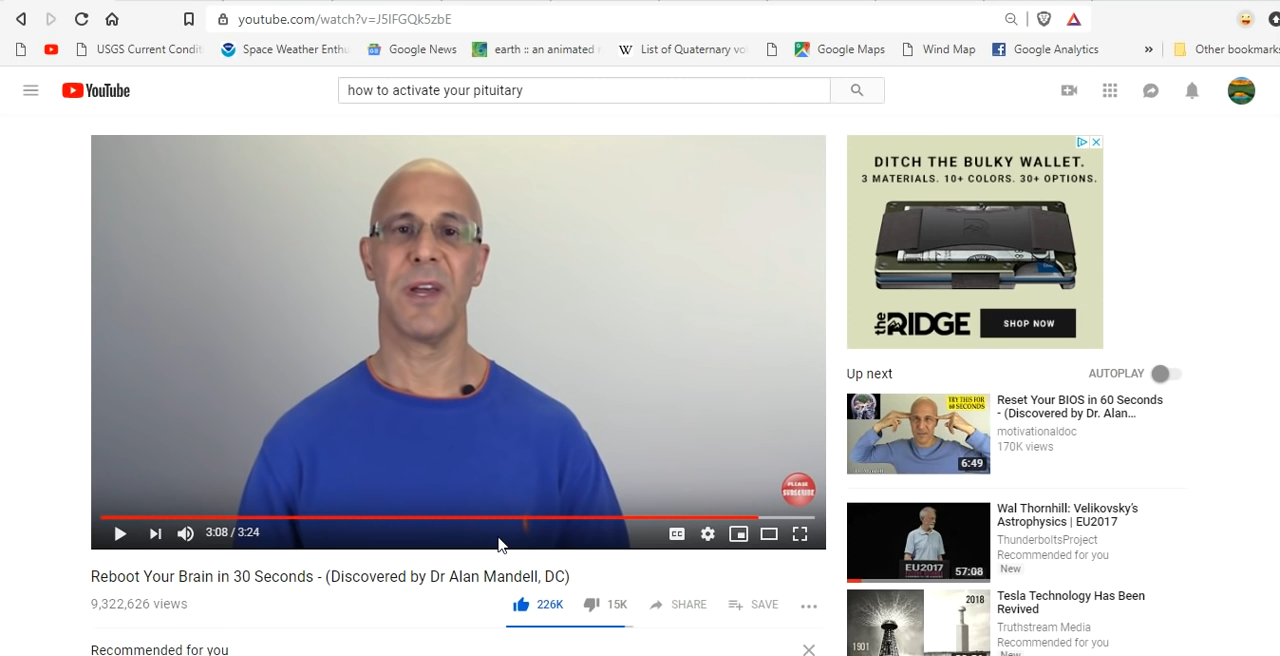 youtube.com/watch?v=J5IFGQk5zbE
USGS Current Condit
Space Weather Enthu
Google News
earth :: an animated
List of Quaternary vo
Google Maps
Wind Map
Google Analytics
»
Other bookmarks
YouTube
how to activate your pituitary
DITCH THE BULKY WALLET.
3 MATERIALS. 10+ COLORS. 30+ OPTIONS.
the RIDGE
SHOP NOW
PLEASE
SUBSCRIBE
3:08 / 3:24
CC
Reboot Your Brain in 30 Seconds - (Discovered by Dr Alan Mandell, DC)
9,322,626 views
226K
15K
SHARE
SAVE
Recommended for you
Up next
AUTOPLAY
TRY THIS FOR
60 SECONDS
6:49
Reset Your BIOS in 60 Seconds
- (Discovered by Dr. Alan...
motivationaldoc
170K views
EU2017
57:08
Wal Thornhill: Velikovsky's
Astrophysics | EU2017
ThunderboltsProject
Recommended for you
New
2018
1901
Tesla Technology Has Been
Revived
Truthstream Media
Recommended for you
New